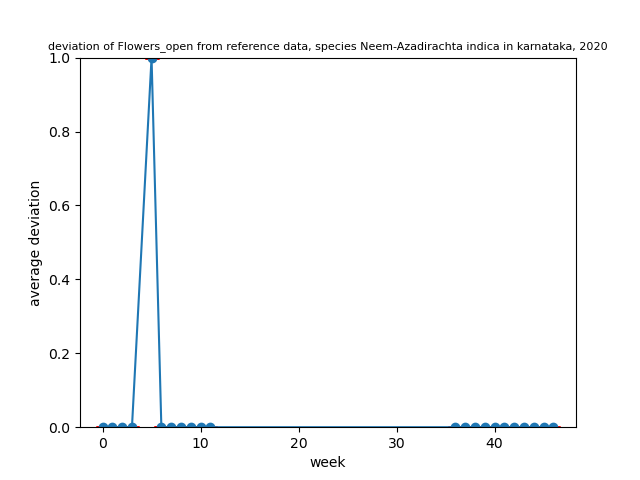 deviation of Flowers_open from reference data, species Neem-Azadirachta indica in karnataka, 2020
1.0
0.8
0.6
0.4
0.2
0.0
average deviation
0 10 20 30 40
week